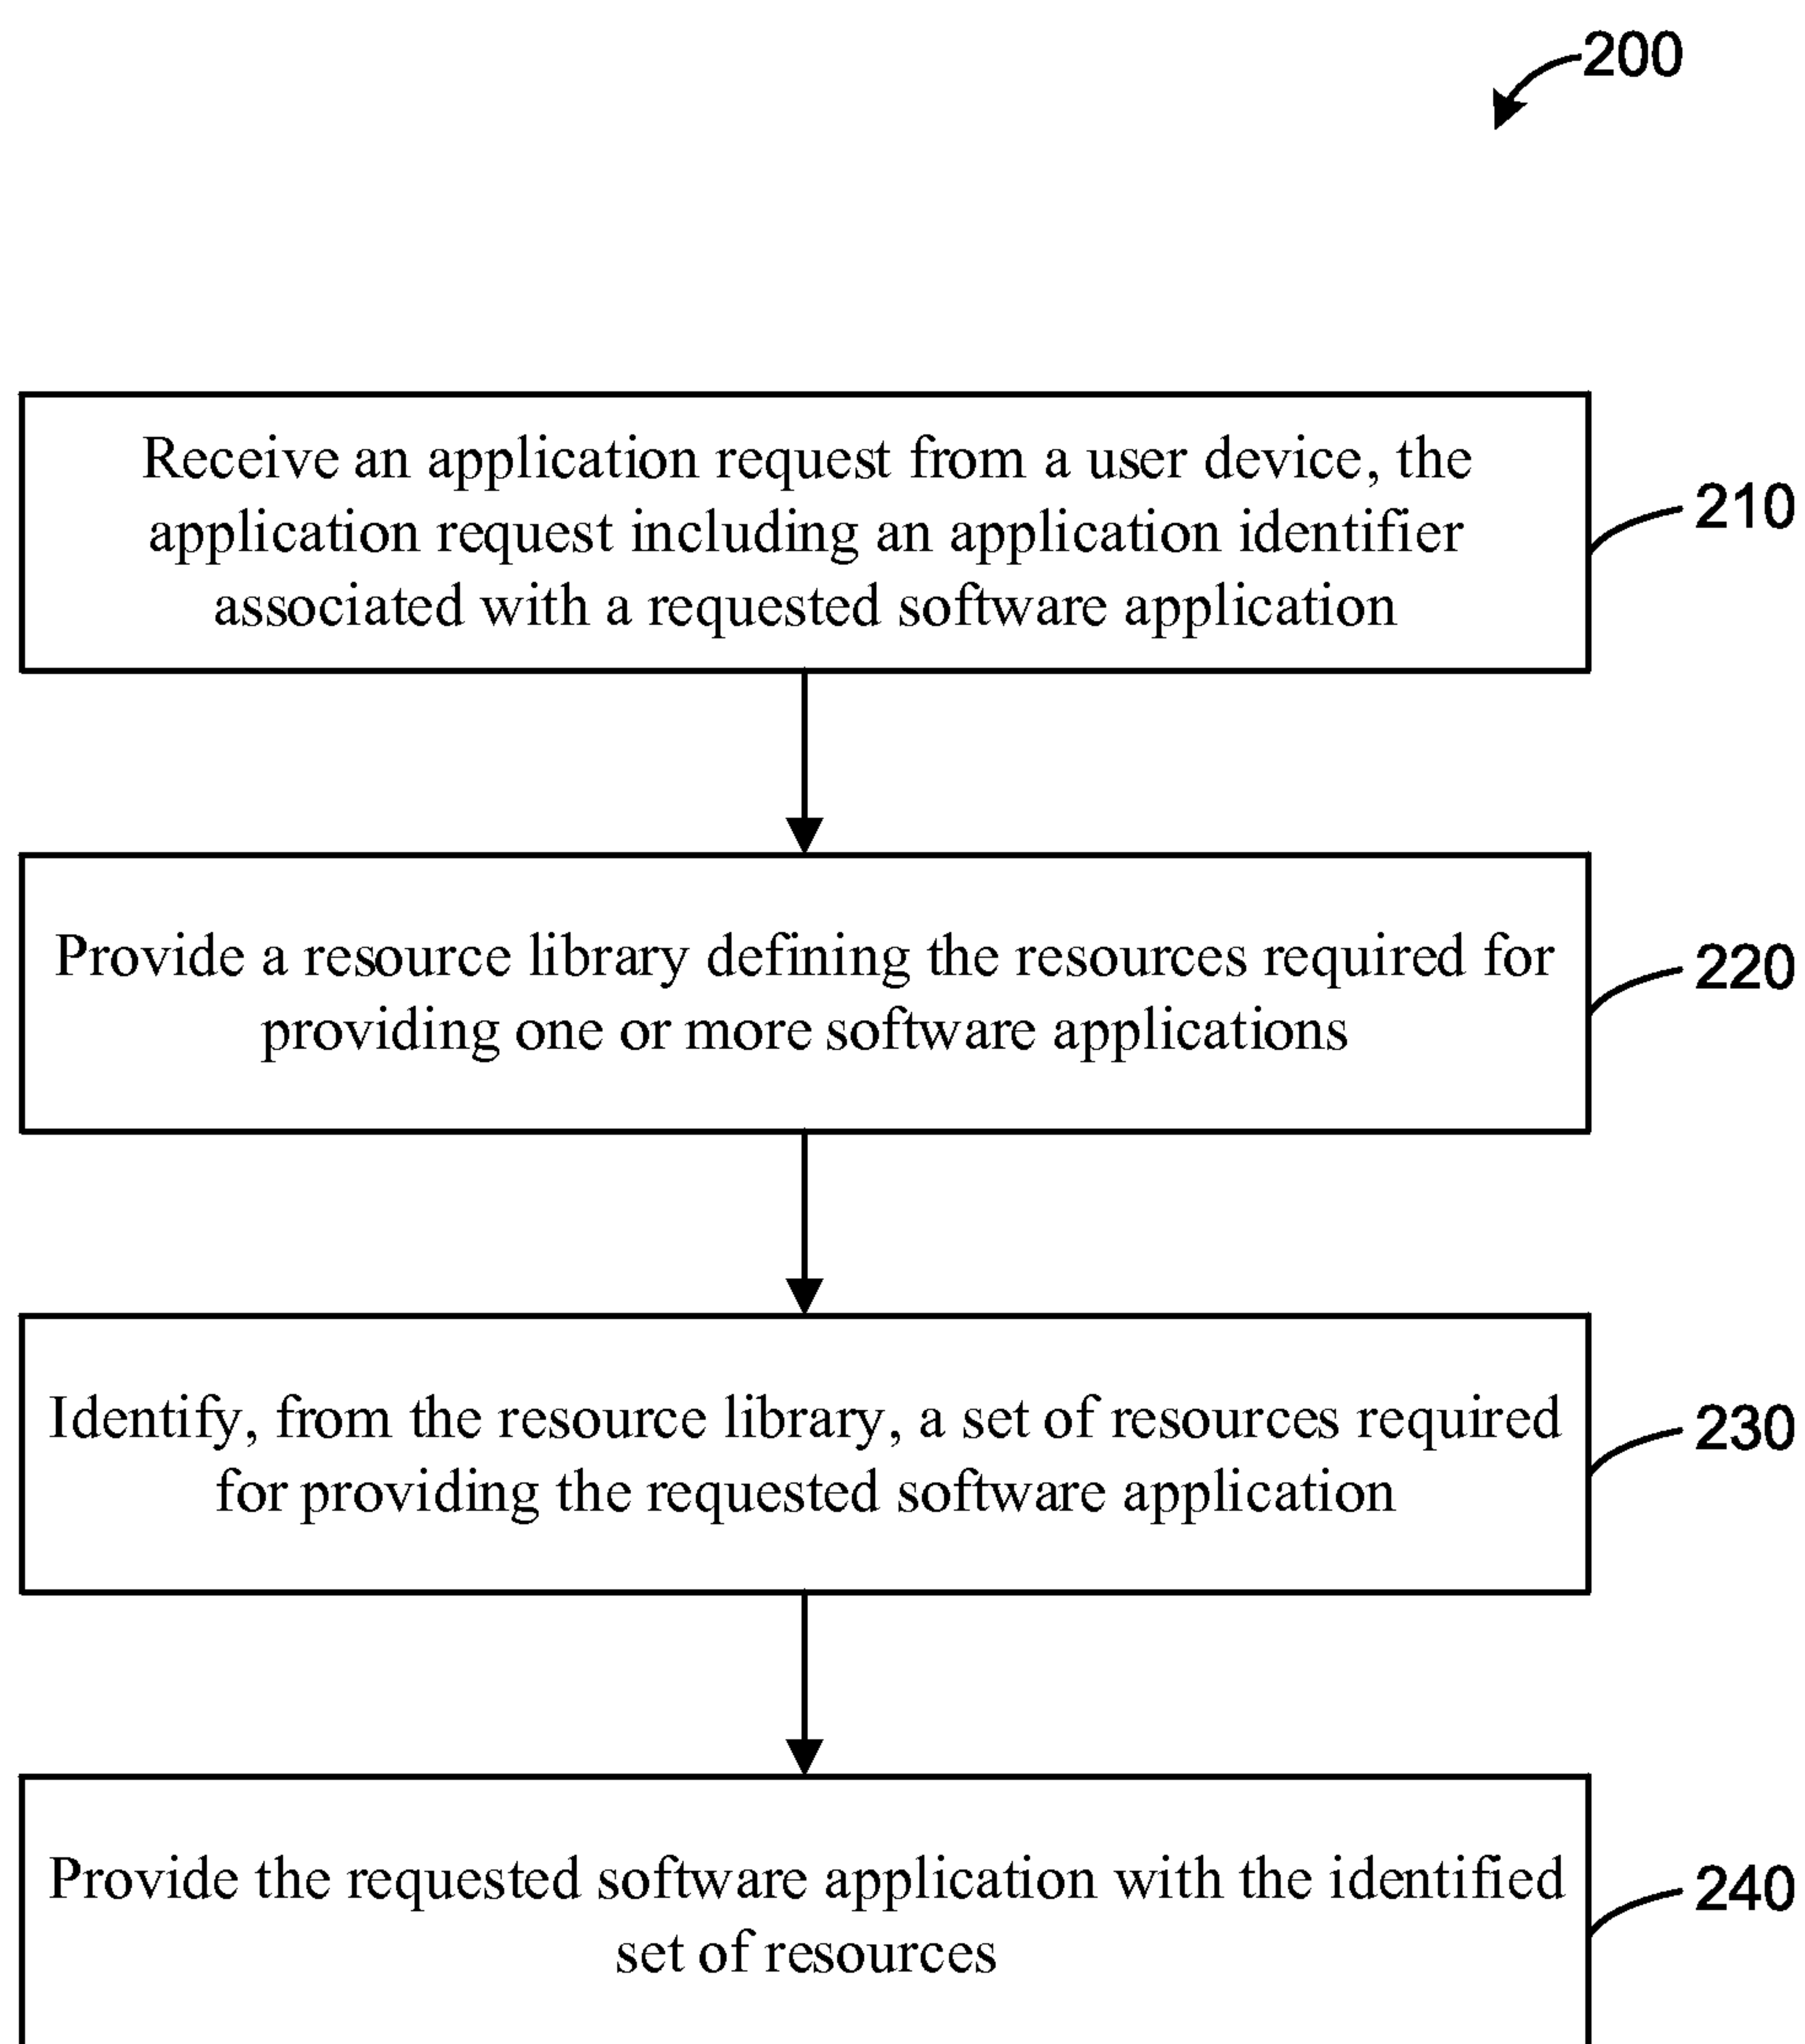 200
Receive an application request from a user device, the
application request including an application identifier
associated with a requested software application
210
Provide a resource library defining the resources required for
providing one or more software applications
220
Identify, from the resource library, a set of resources required
for providing the requested software application
230
Provide the requested software application with the identified
set of resources
240